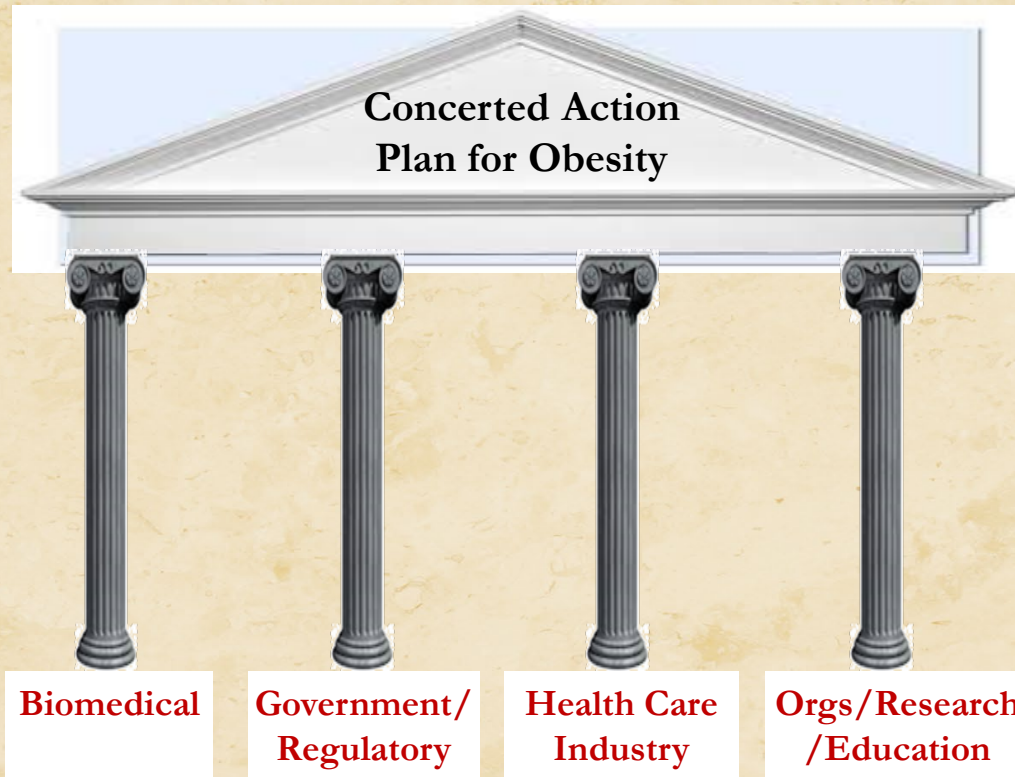 Concerted Action
Plan for Obesity
Biomedical
Government/
Regulatory
Health Care
Industry
Orgs/Research
/Education